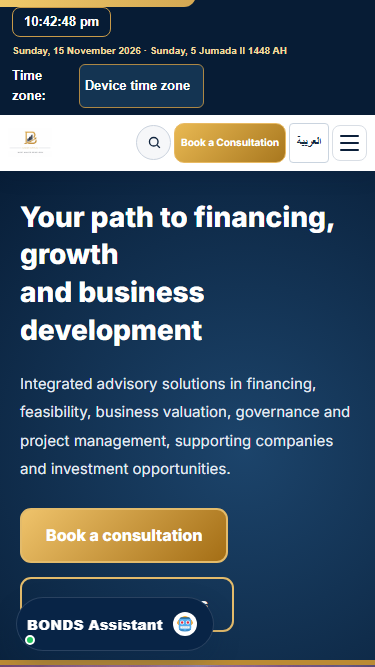 10:42:48 pm
Sunday, 15 November 2026 · Sunday, 5 Jumada II 1448 AH
Time zone:
Device time zone
Book a Consultation
العربية
Your path to financing,
growth
and business
development
Integrated advisory solutions in financing,
feasibility, business valuation, governance and
project management, supporting companies
and investment opportunities.
Book a consultation
BONDS Assistant